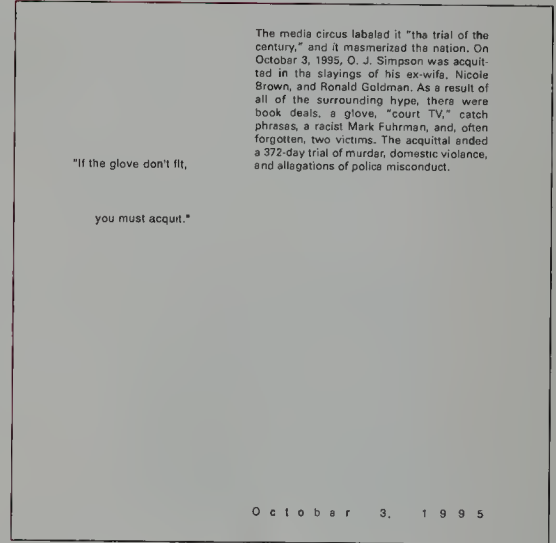 The media circus labeled it "the trial of the
century," and it mesmerized the nation. On
October 3, 1995, O. J. Simpson was acquit-
ted in the slayings of his ex-wife, Nicole
Brown, and Ronald Goldman. As a result of
all of the surrounding hype, there were
book deals, a glove, "court TV," catch
phrases, a racist Mark Fuhrman, and, often
forgotten, two victims. The acquittal ended
a 372-day trial of murder, domestic violence,
and allegations of police misconduct.
"If the glove don't fit,
you must acquit."
October 3, 1995